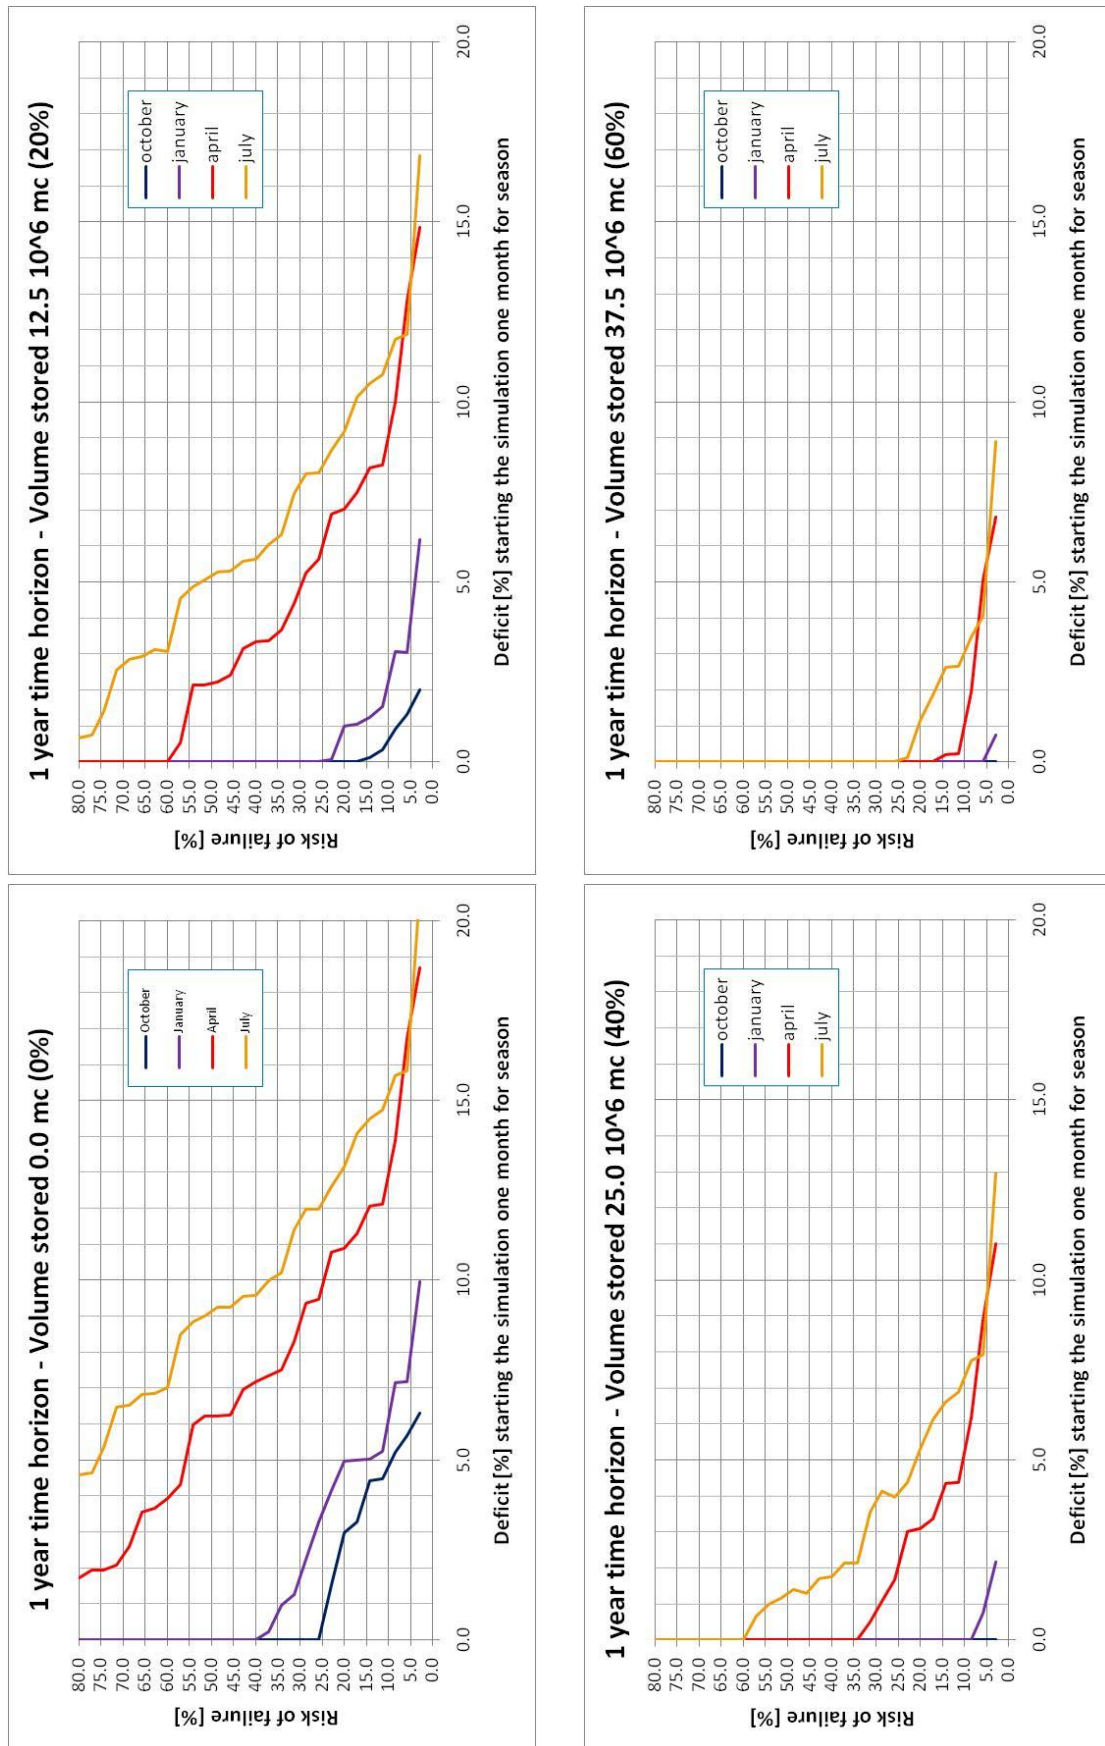 1 year time horizon - Volume stored 0.0 mc (0%)
Risk of failure [%]
80.0
75.0
70.0
65.0
60.0
55.0
50.0
45.0
40.0
35.0
30.0
25.0
20.0
15.0
10.0
5.0
0.0
October
January
April
July
0.0 5.0 10.0 15.0 20.0
Deficit [%] starting the simulation one month for season
1 year time horizon - Volume stored 12.5 10^6 mc (20%)
Risk of failure [%]
80.0
75.0
70.0
65.0
60.0
55.0
50.0
45.0
40.0
35.0
30.0
25.0
20.0
15.0
10.0
5.0
0.0
october
january
april
july
0.0 5.0 10.0 15.0 20.0
Deficit [%] starting the simulation one month for season
1 year time horizon - Volume stored 25.0 10^6 mc (40%)
Risk of failure [%]
80.0
75.0
70.0
65.0
60.0
55.0
50.0
45.0
40.0
35.0
30.0
25.0
20.0
15.0
10.0
5.0
0.0
october
january
april
july
0.0 5.0 10.0 15.0 20.0
Deficit [%] starting the simulation one month for season
1 year time horizon - Volume stored 37.5 10^6 mc (60%)
Risk of failure [%]
80.0
75.0
70.0
65.0
60.0
55.0
50.0
45.0
40.0
35.0
30.0
25.0
20.0
15.0
10.0
5.0
0.0
october
january
april
july
0.0 5.0 10.0 15.0 20.0
Deficit [%] starting the simulation one month for season